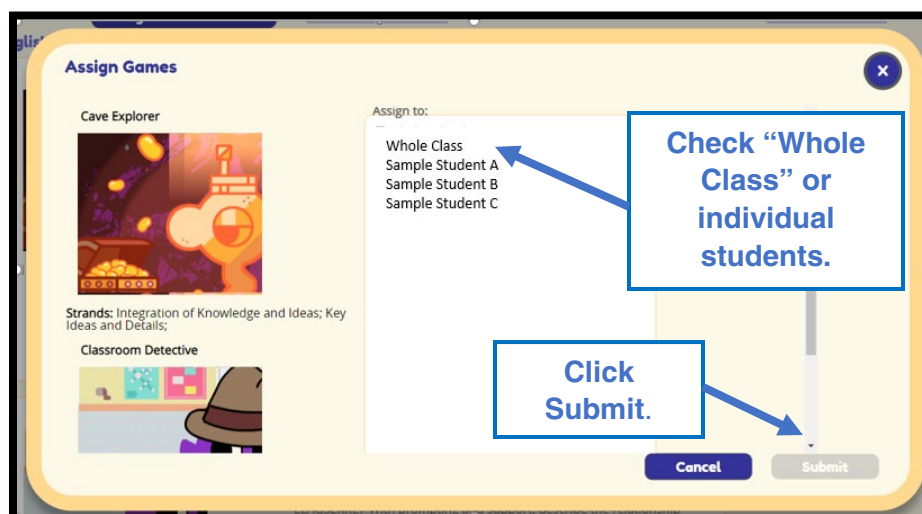 Assign Games
×
Cave Explorer
Strands: Integration of Knowledge and Ideas; Key
Ideas and Details;
Classroom Detective
Assign to:
Whole Class
Sample Student A
Sample Student B
Sample Student C
Check “Whole
Class” or
individual
students.
Click
Submit.
Cancel
Submit